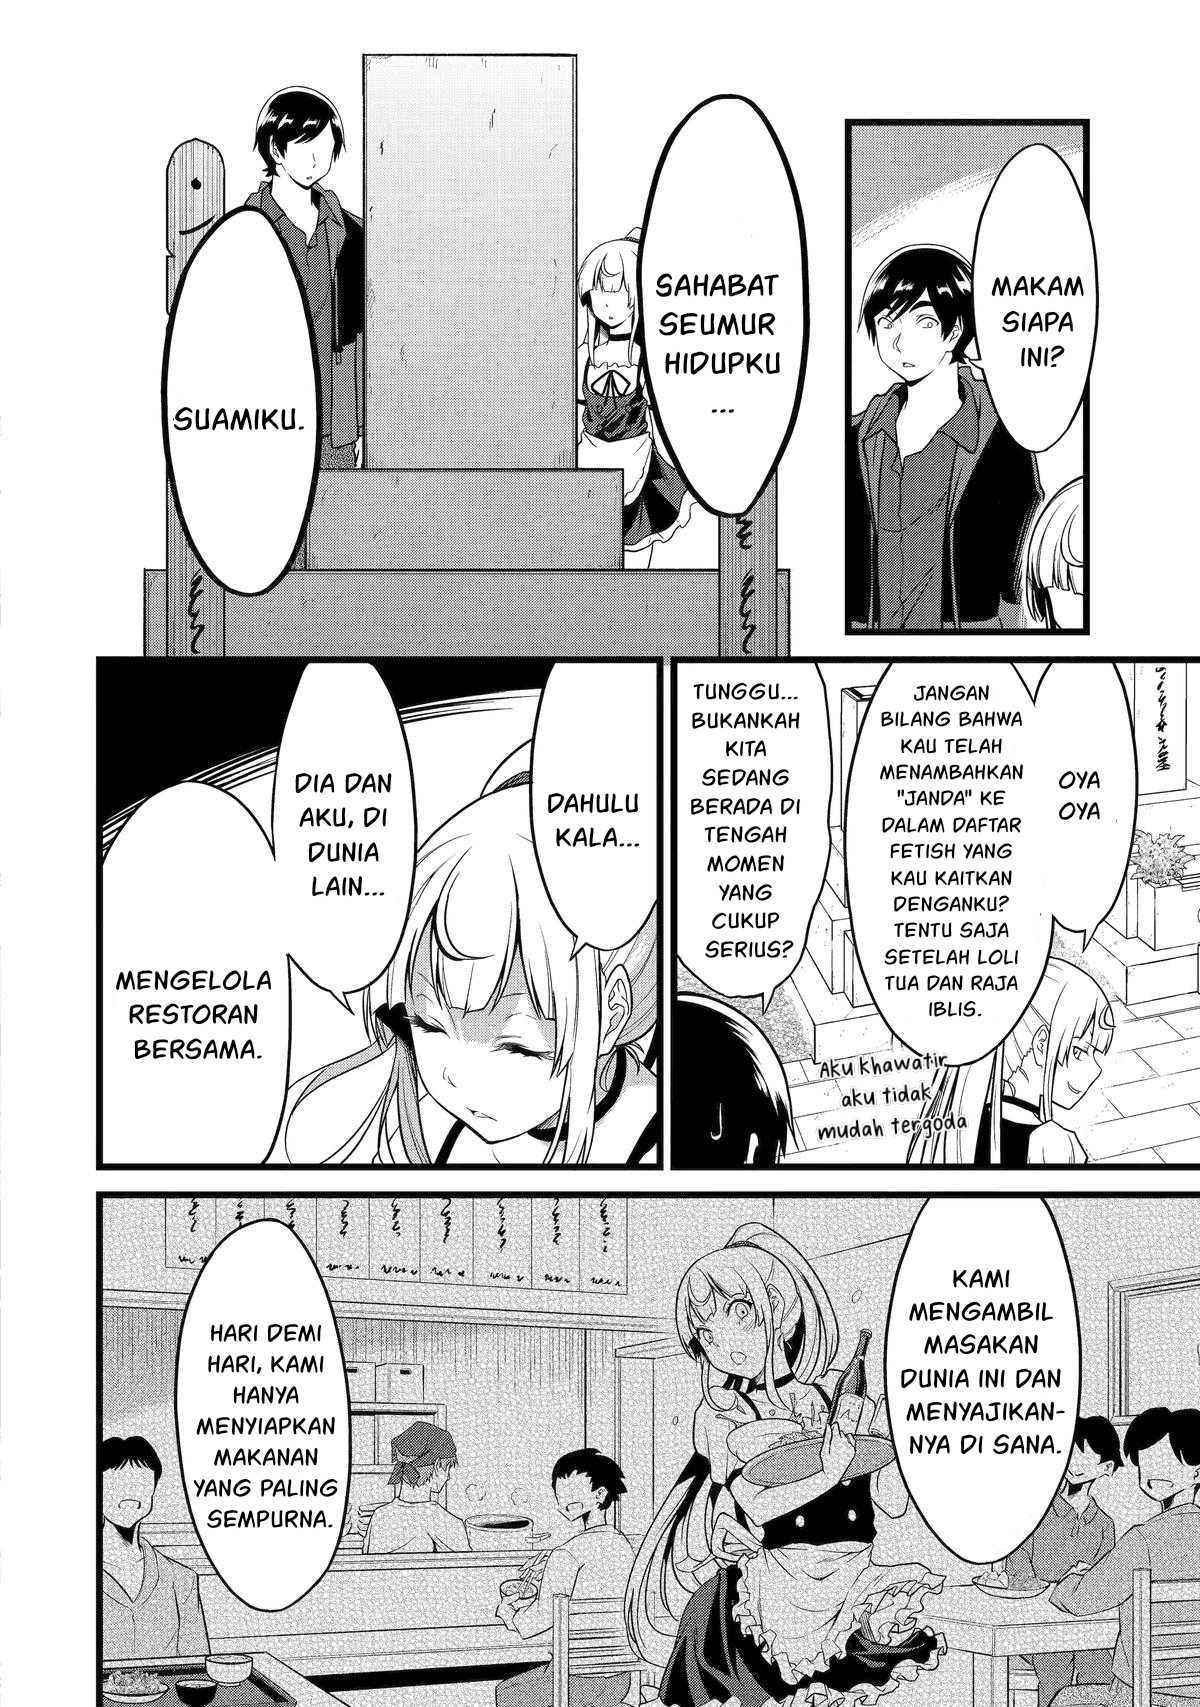 MAKAM
SIAPA
INI?
SAHABAT
SEUMUR
HIDUPKU
...
SUAMIKU.
OYA
OYA
JANGAN
BILANG BAHWA
KAU TELAH
MENAMBAHKAN
"JANDA" KE
DALAM DAFTAR
FETISH YANG
KAU KAITKAN
DENGANKU?
TENTU SAJA
SETELAH LOLI
TUA DAN RAJA
IBLIS.
Aku khawatir
aku tidak
mudah tergoda
TUNGGU...
BUKANKAH
KITA
SEDANG
BERADA DI
TENGAH
MOMEN
YANG
CUKUP
SERIUS?
DAHULU
KALA...
DIA DAN
AKU, DI
DUNIA
LAIN...
MENGELOLA
RESTORAN
BERSAMA.
KAMI
MENGAMBIL
MASAKAN
DUNIA INI DAN
MENYAJIKAN-
NYA DI SANA.
HARI DEMI
HARI, KAMI
HANYA
MENYIAPKAN
MAKANAN
YANG PALING
SEMPURNA.